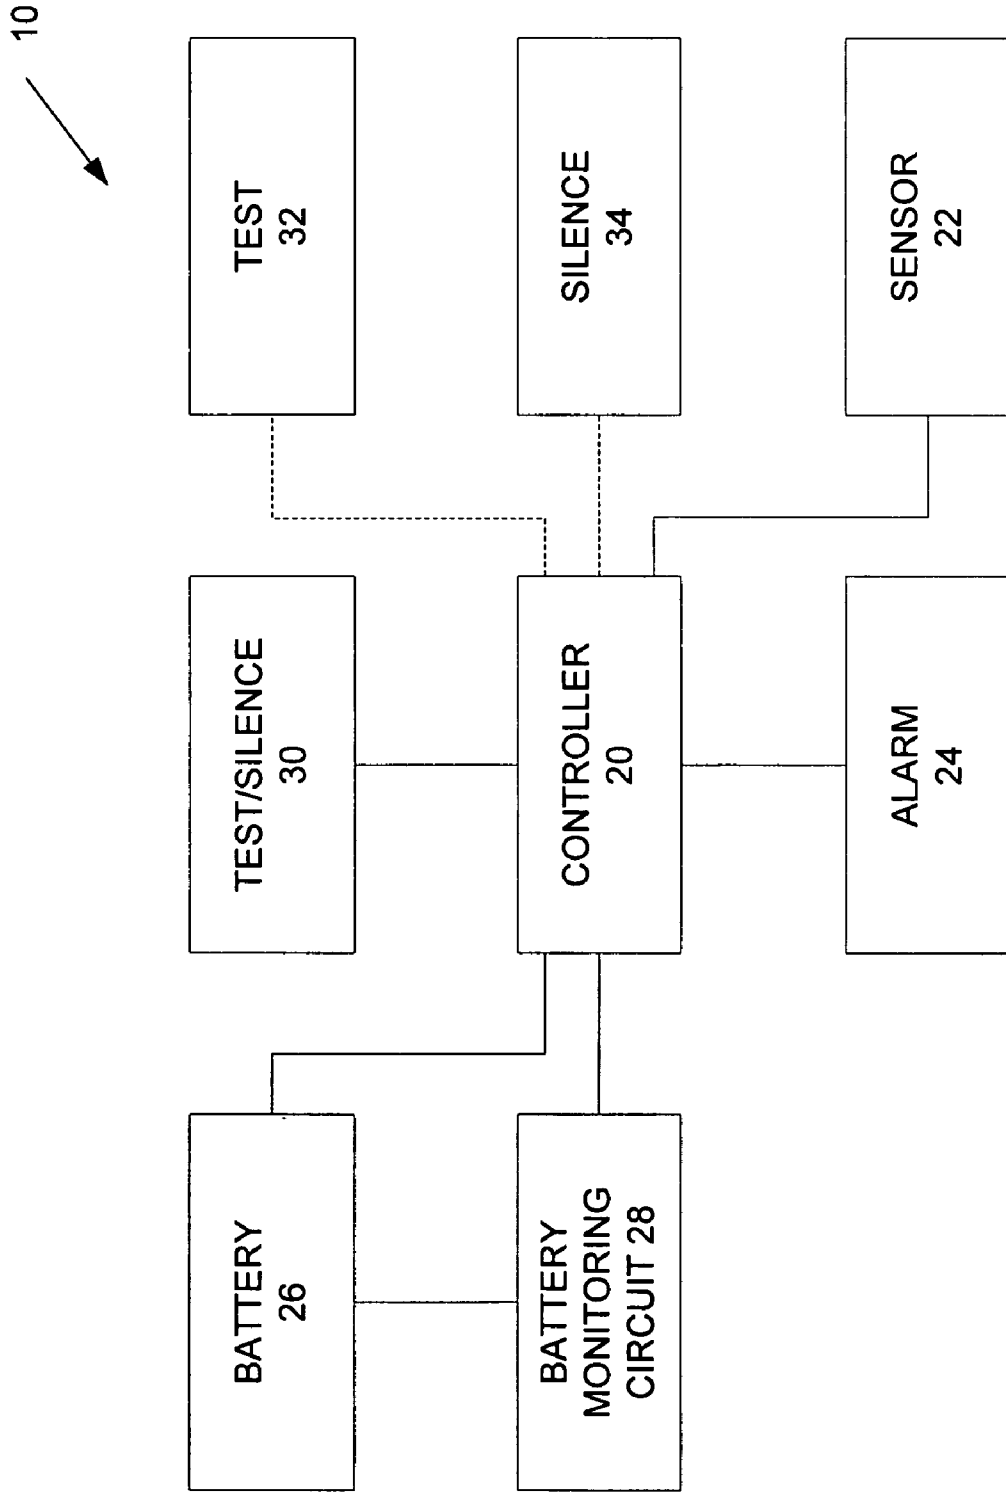 10
BATTERY
26
TEST/SILENCE
30
TEST
32
BATTERY
MONITORING
CIRCUIT 28
CONTROLLER
20
SILENCE
34
ALARM
24
SENSOR
22